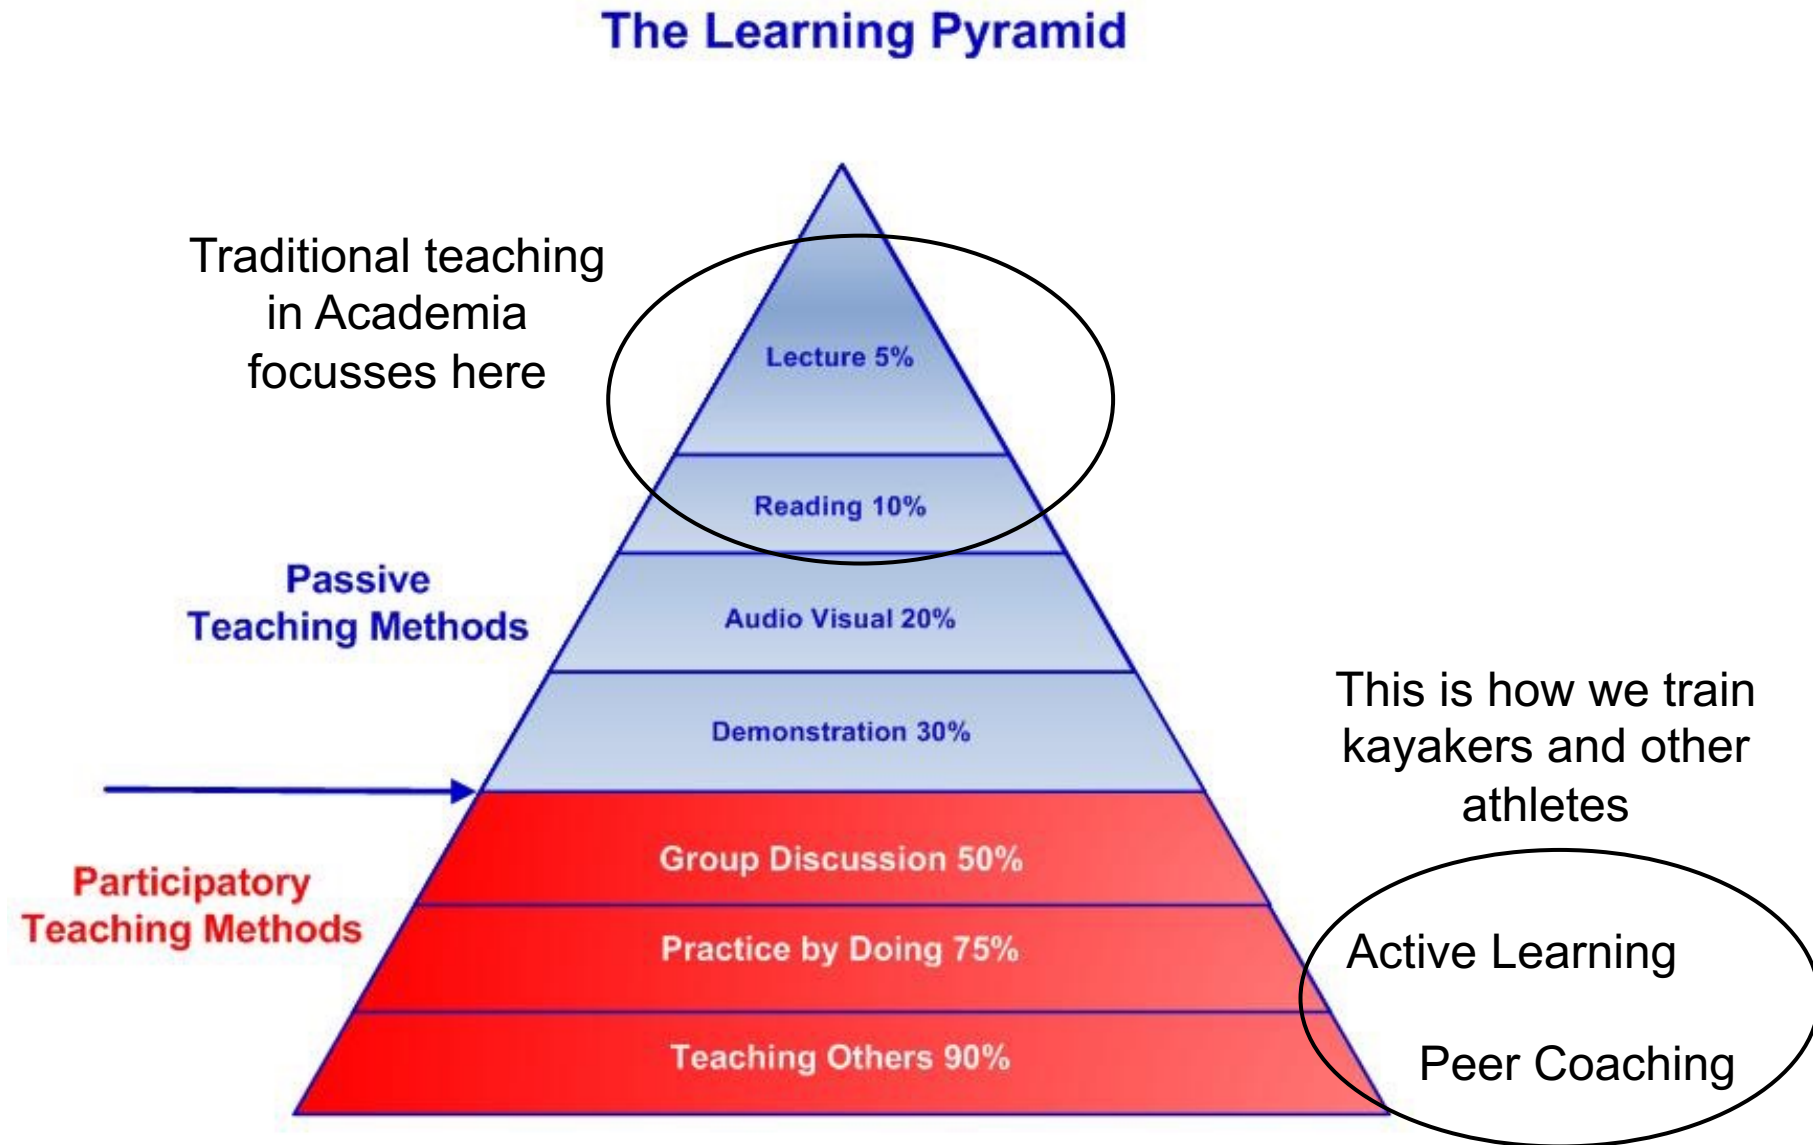 The Learning Pyramid
Traditional teaching
in Academia
focusses here
Lecture 5%
Reading 10%
Passive
Teaching Methods
Audio Visual 20%
Demonstration 30%
This is how we train
kayakers and other
athletes
Group Discussion 50%
Participatory
Teaching Methods
Practice by Doing 75%
Active Learning
Teaching Others 90%
Peer Coaching